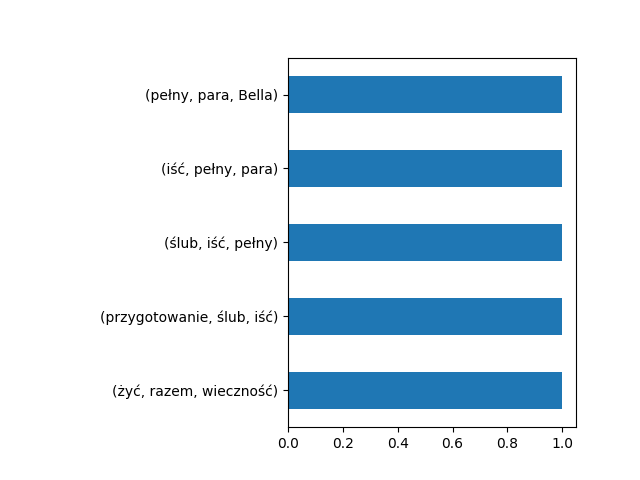 (pełny, para, Bella)
(iść, pełny, para)
(ślub, iść, pełny)
(przygotowanie, ślub, iść)
(żyć, razem, wieczność)
0.0 0.2 0.4 0.6 0.8 1.0